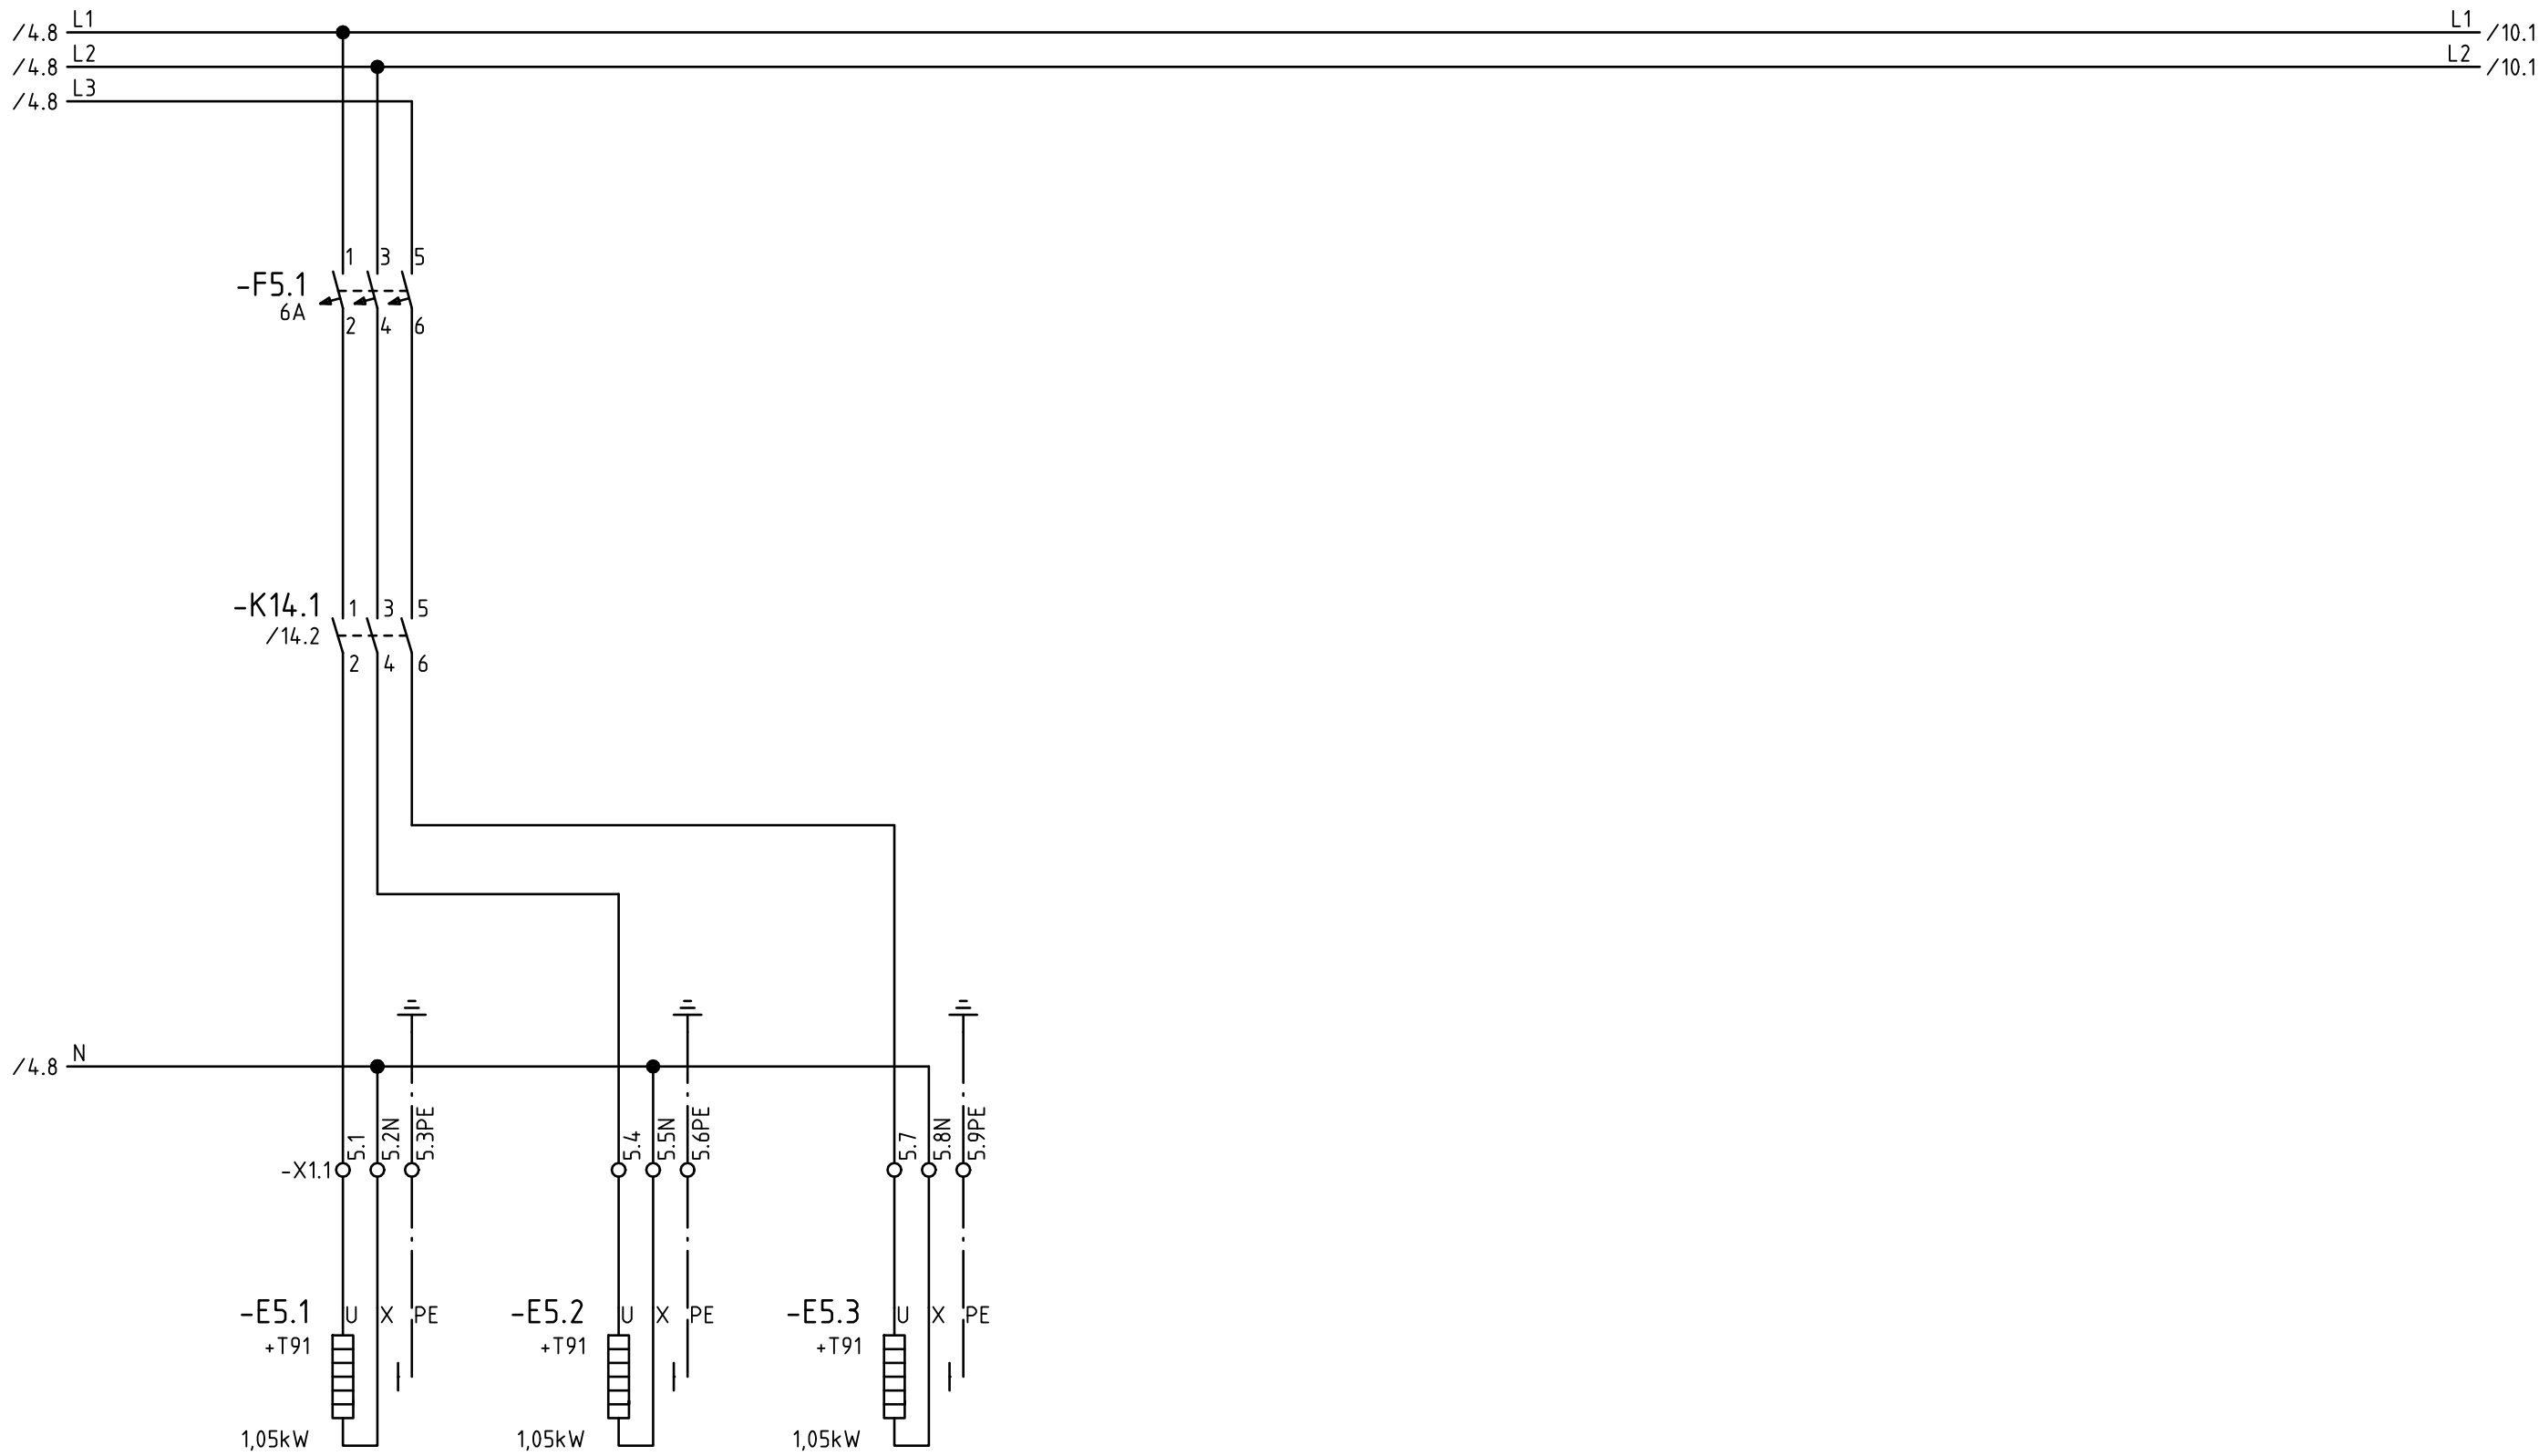 /4.8 L1 L1 /10.1
/4.8 L2 L2 /10.1
/4.8 L3
1 3 5
-F5.1
6A
2 4 6
-K14.1 1 3 5
/14.2
2 4 6
/4.8 N
5.1 5.2N 5.3PE 5.4 5.5N 5.6PE 5.7 5.8N 5.9PE
-X1.1
-E5.1 U X PE -E5.2 U X PE -E5.3 U X PE
+T91 +T91 +T91
1,05kW 1,05kW 1,05kW